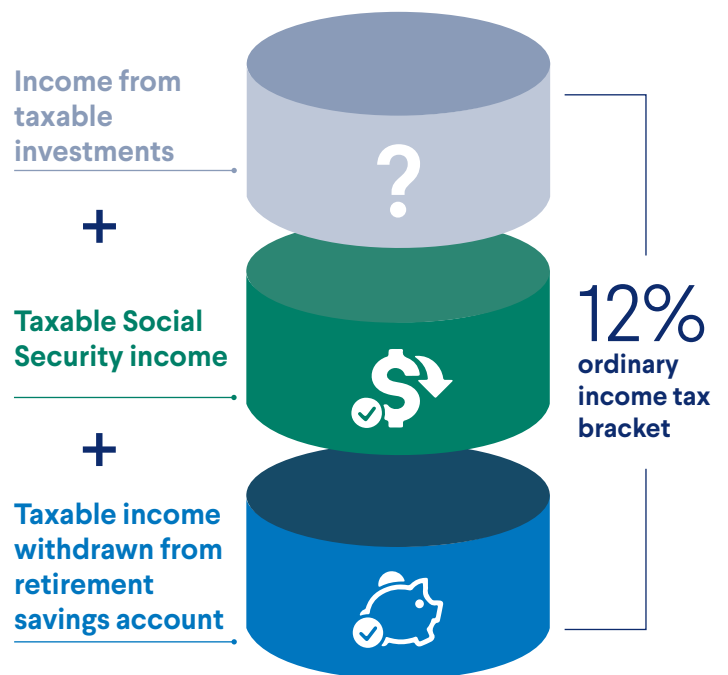 Income from
taxable
investments
?
+
Taxable Social
Security income
$
+
Taxable income
withdrawn from
retirement
savings account
12%
ordinary
income tax
bracket